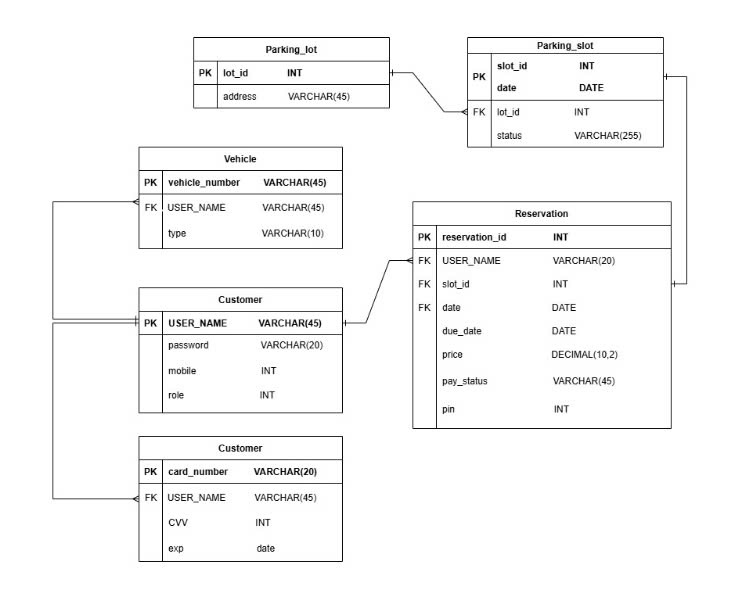 Parking_lot
PK lot_id INT
address VARCHAR(45)
Parking_slot
PK
slot_id INT
date DATE
FK lot_id INT
status VARCHAR(255)
Vehicle
PK vehicle_number VARCHAR(45)
FK USER_NAME VARCHAR(45)
type VARCHAR(10)
Reservation
PK reservation_id INT
FK USER_NAME VARCHAR(20)
FK slot_id INT
FK date DATE
due_date DATE
price DECIMAL(10,2)
pay_status VARCHAR(45)
pin INT
Customer
PK USER_NAME VARCHAR(45)
password VARCHAR(20)
mobile INT
role INT
Customer
PK card_number VARCHAR(20)
FK USER_NAME VARCHAR(45)
CVV INT
exp date